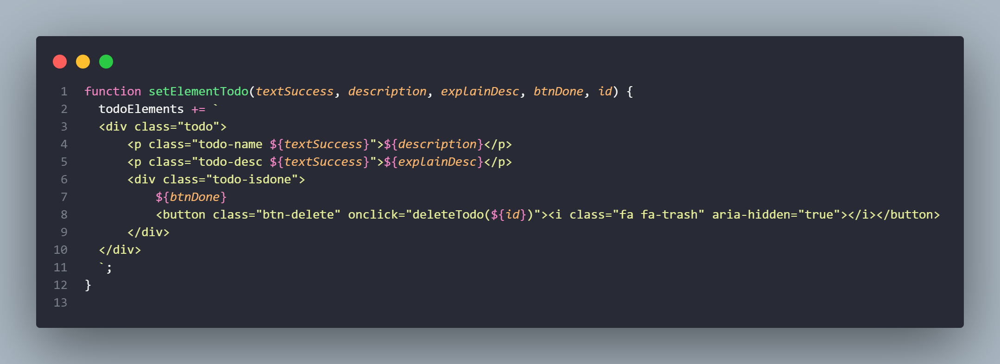 1 function setElementTodo(textSuccess, description, explainDesc, btnDone, id) {
2   todoElements += `
3   <div class="todo">
4       <p class="todo-name ${textSuccess}">${description}</p>
5       <p class="todo-desc ${textSuccess}">${explainDesc}</p>
6       <div class="todo-isdone">
7           ${btnDone}
8           <button class="btn-delete" onclick="deleteTodo(${id})"><i class="fa fa-trash" aria-hidden="true"></i></button>
9       </div>
10   </div>
11   `;
12 }
13